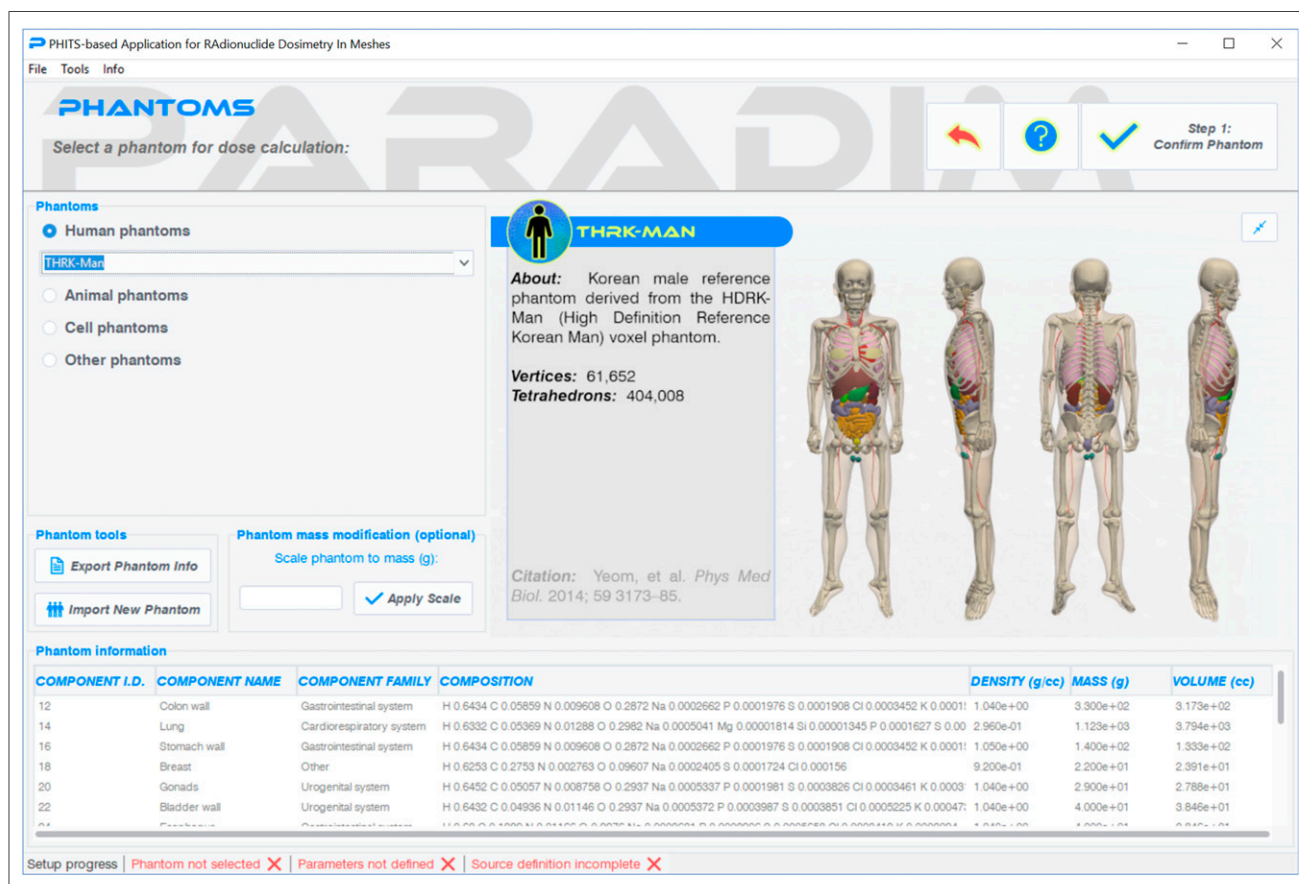 PHITS-based Application for RAdionuclide Dosimetry In Meshes
File Tools Info
PARADIM
PHANTOMS
Select a phantom for dose calculation:
?
Step 1:
Confirm Phantom
Phantoms
Human phantoms
THRK-Man
Animal phantoms
Cell phantoms
Other phantoms
THRK-MAN
About: Korean male reference
phantom derived from the HDRK-
Man (High Definition Reference
Korean Man) voxel phantom.
Vertices: 61,652
Tetrahedrons: 404,008
Citation: Yeom, et al. Phys Med
Biol. 2014; 59 3173–85.
Phantom tools
Export Phantom Info
Import New Phantom
Phantom mass modification (optional)
Scale phantom to mass (g):
Apply Scale
Phantom information
COMPONENT I.D. COMPONENT NAME COMPONENT FAMILY COMPOSITION DENSITY (g/cc) MASS (g) VOLUME (cc)
12 Colon wall Gastrointestinal system H 0.6434 C 0.05859 N 0.009608 O 0.2872 Na 0.0002662 P 0.0001976 S 0.0001908 Cl 0.0003452 K 0.0001 1.040e+00 3.300e+02 3.173e+02
14 Lung Cardiorespiratory system H 0.6332 C 0.05369 N 0.01288 O 0.2982 Na 0.0005041 Mg 0.00001814 Si 0.00001345 P 0.0001627 S 0.00 2.960e-01 1.123e+03 3.794e+03
16 Stomach wall Gastrointestinal system H 0.6434 C 0.05859 N 0.009608 O 0.2872 Na 0.0002662 P 0.0001976 S 0.0001908 Cl 0.0003452 K 0.0001 1.050e+00 1.400e+02 1.333e+02
18 Breast Other H 0.6253 C 0.2753 N 0.002763 O 0.09607 Na 0.0002405 S 0.0001724 Cl 0.000156 9.200e-01 2.200e+01 2.391e+01
20 Gonads Urogenital system H 0.6452 C 0.05057 N 0.008758 O 0.2937 Na 0.0005337 P 0.0001981 S 0.0003826 Cl 0.0003461 K 0.0003 1.040e+00 2.900e+01 2.788e+01
22 Bladder wall Urogenital system H 0.6432 C 0.04936 N 0.01146 O 0.2937 Na 0.0005372 P 0.0003987 S 0.0003851 Cl 0.0005225 K 0.00047 1.040e+00 4.000e+01 3.846e+01
Setup progress Phantom not selected Parameters not defined Source definition incomplete